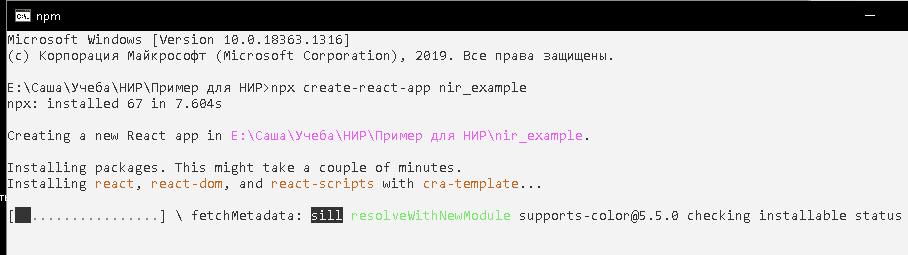 npm
Microsoft Windows [Version 10.0.18363.1316]
(c) Корпорация Майкрософт (Microsoft Corporation), 2019. Все права защищены.
E:\Саша\Учеба\НИР\Пример для НИР>npx create-react-app nir_example
npx: installed 67 in 7.604s
Creating a new React app in E:\Саша\Учеба\НИР\Пример для НИР\nir_example.
Installing packages. This might take a couple of minutes.
Installing react, react-dom, and react-scripts with cra-template...
[██................] \ fetchMetadata: sill resolveWithNewModule supports-color@5.5.0 checking installable status